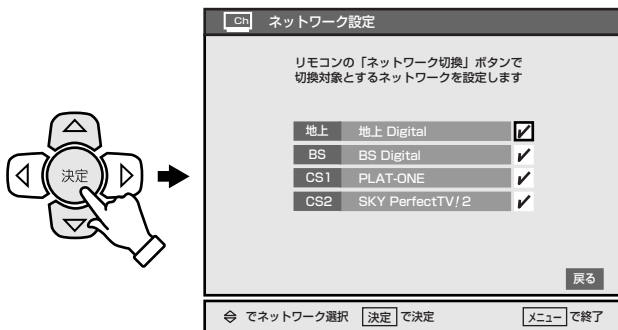 Ch ネットワーク設定
リモコンの「ネットワーク切換」ボタンで
切換対象とするネットワークを設定します
地上 地上 Digital
BS BS Digital
CS1 PLAT-ONE
CS2 SKY PerfectTV!2
決定
戻る
でネットワーク選択 決定 で決定 メニュー で終了